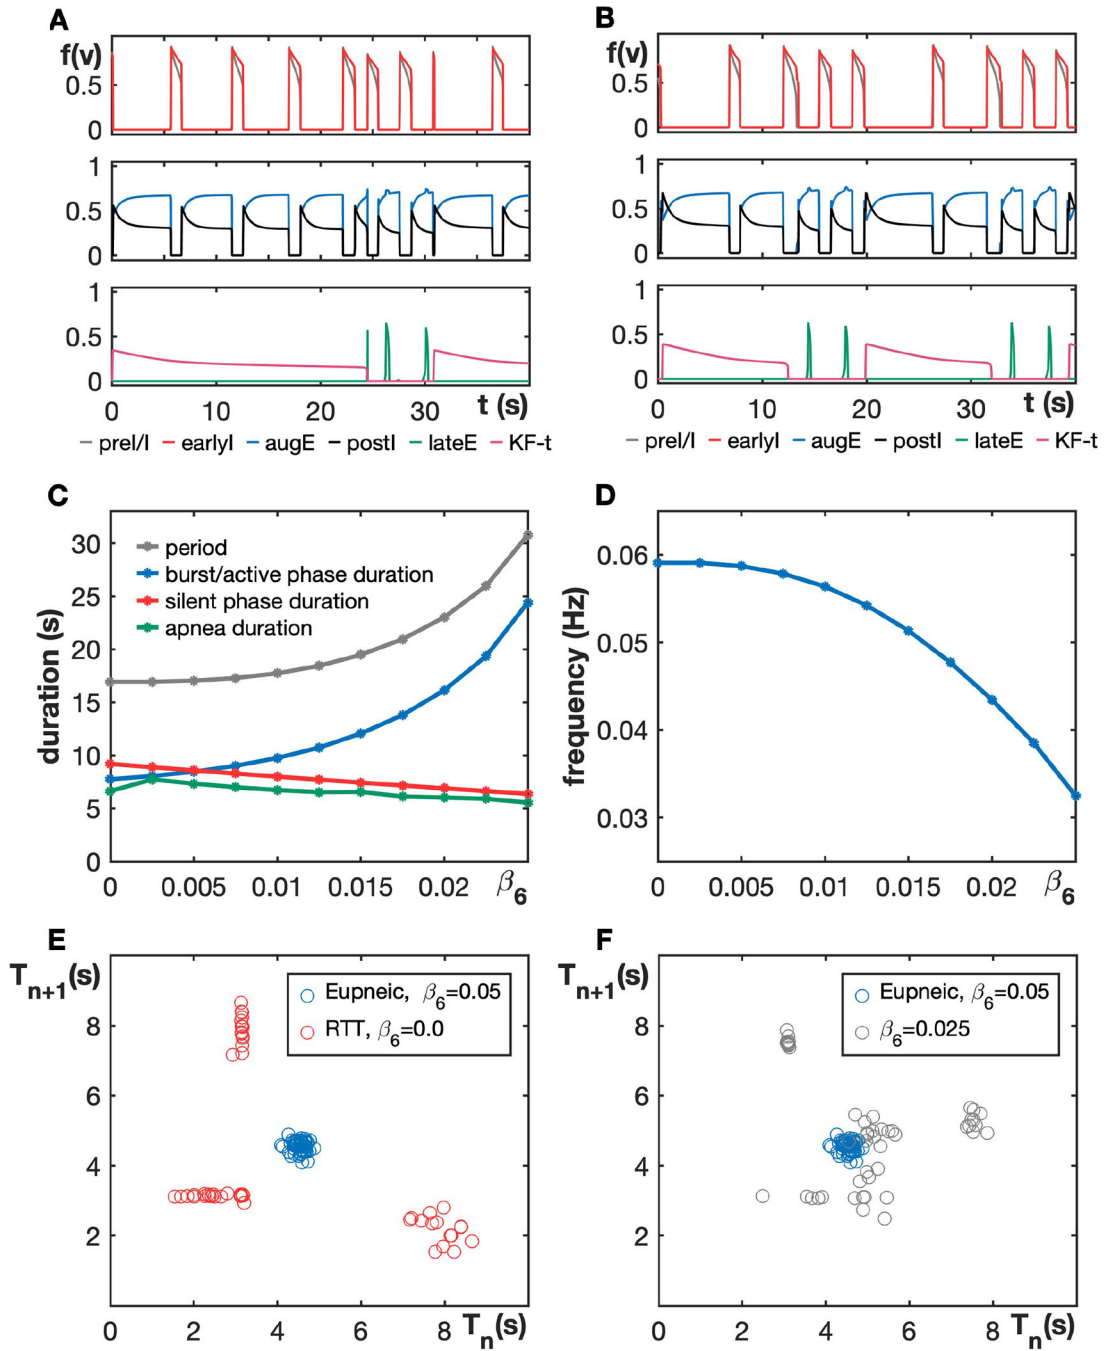 A
f(v)
0.5
0
1
0.5
0
1
0.5
0
0 10 20 30 t (s)
preI/I earlyI augE postI lateE KF-t
B
f(v)
0.5
0
1
0.5
0
1
0.5
0
0 10 20 30 t (s)
preI/I earlyI augE postI lateE KF-t
C
duration (s)
30
25
20
15
10
5
0
period
burst/active phase duration
silent phase duration
apnea duration
0 0.005 0.01 0.015 0.02 β6
D
frequency (Hz)
0.06
0.05
0.04
0.03
0 0.005 0.01 0.015 0.02 β6
E
Tn+1(s)
8
6
4
2
Eupneic, β6=0.05
RTT, β6=0.0
0 2 4 6 8 Tn(s)
F
Tn+1(s)
8
6
4
2
Eupneic, β6=0.05
β6=0.025
0 2 4 6 8 Tn(s)